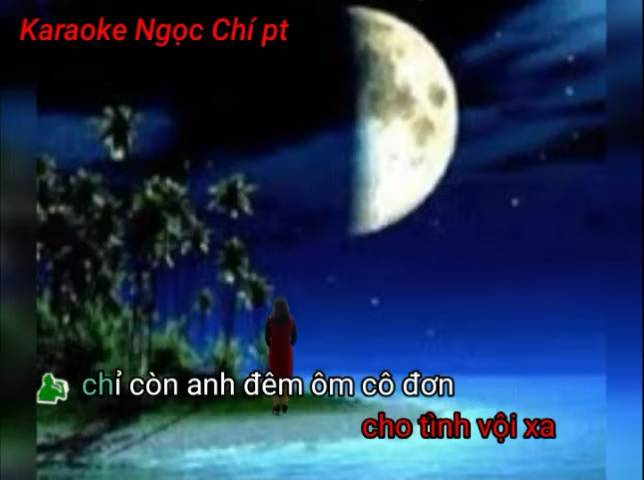 Karaoke Ngọc Chí pt
chỉ còn anh đêm ôm cô đơn
cho tình vội xa